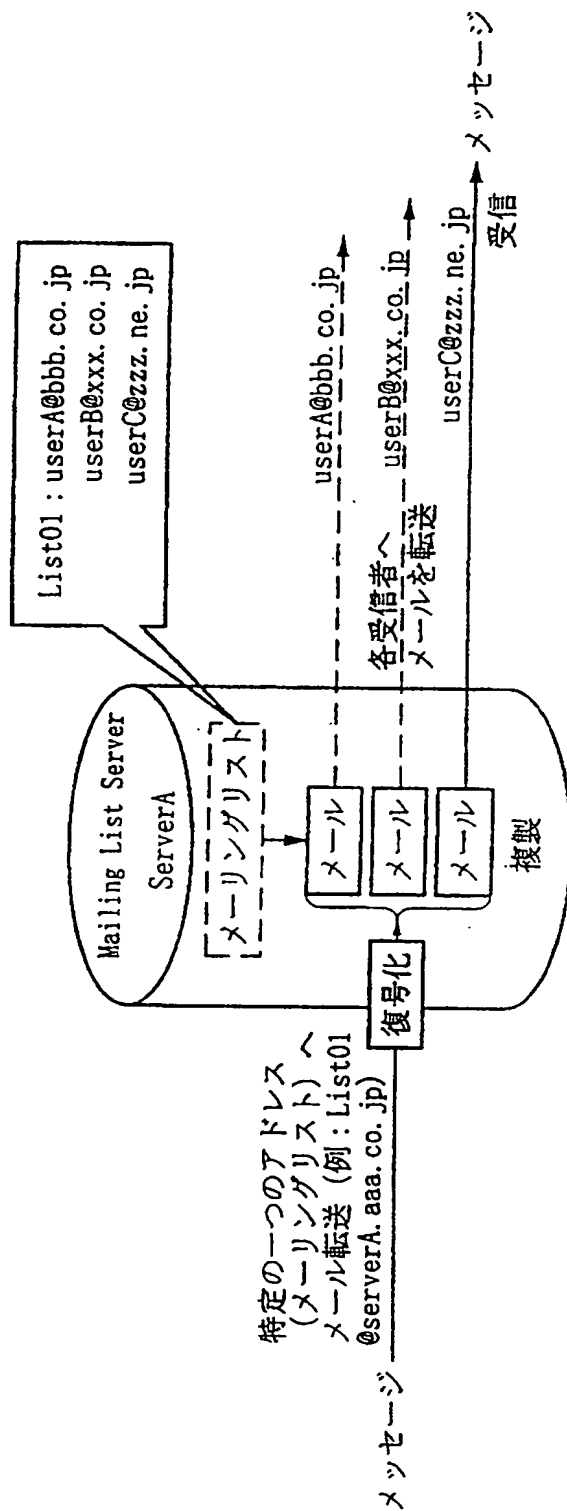 メッセージ
特定の一つのアドレス
(メーリングリスト) へ
メール転送 (例：List01
@serverA.aaa.co.jp)
復号化
Mailing List Server
ServerA
メーリングリスト
メール
メール
メール
複製
List01：userA@bbb.co.jp
userB@xxx.co.jp
userC@zzz.ne.jp
各受信者へ
メールを転送
userA@bbb.co.jp
userB@xxx.co.jp
userC@zzz.ne.jp
受信
メッセージ